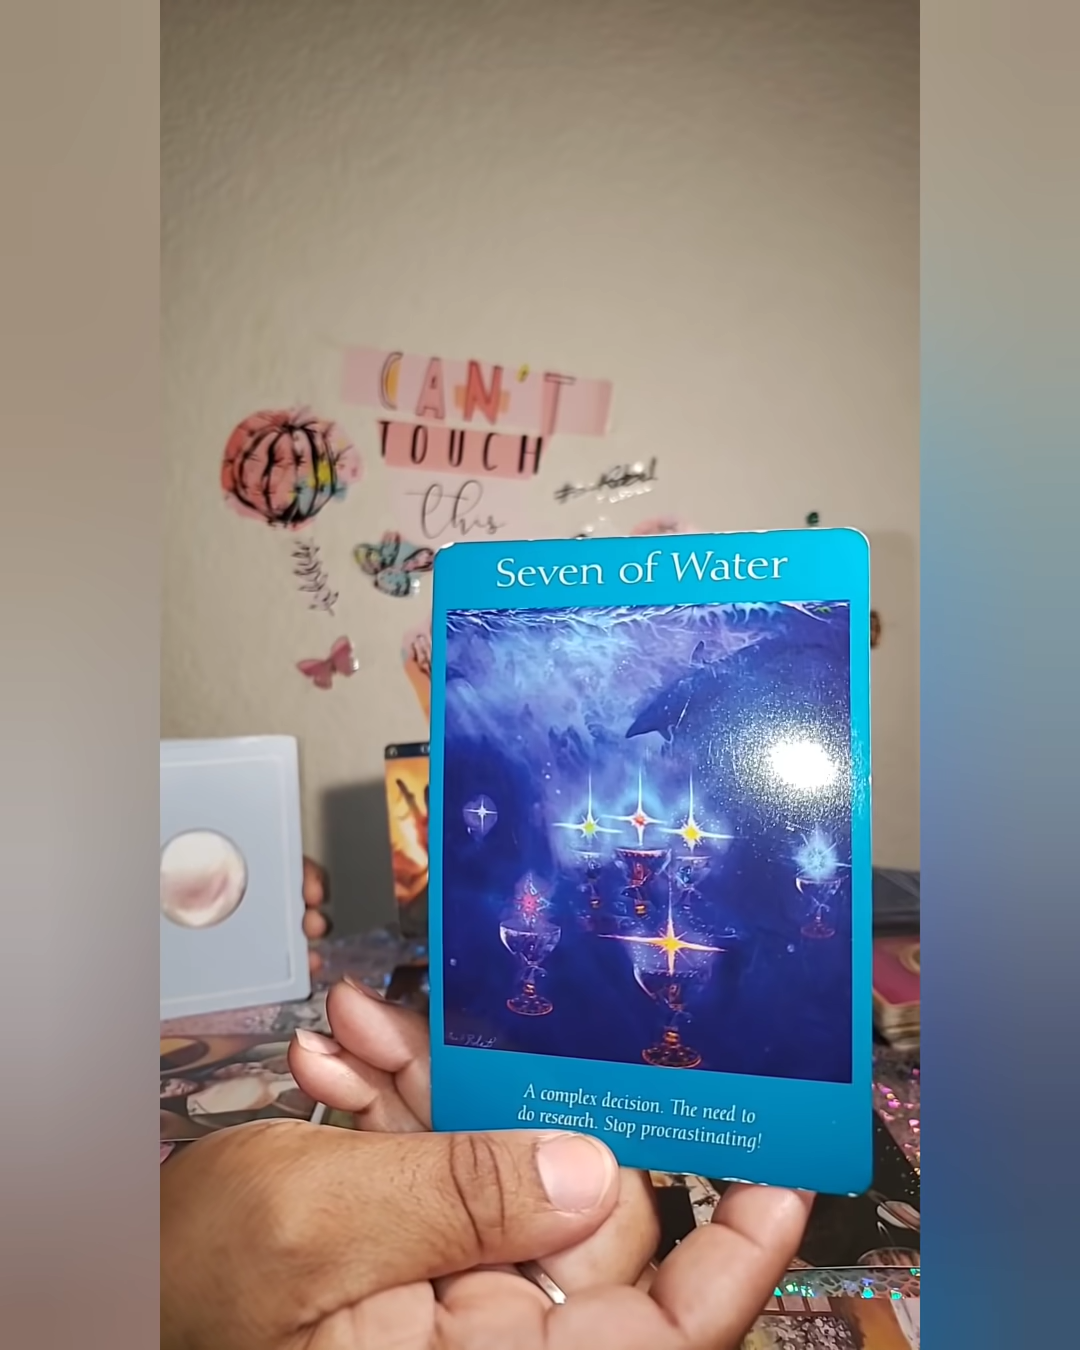 CAN'T
TOUCH
this
Seven of Water
A complex decision. The need to
do research. Stop procrastinating!